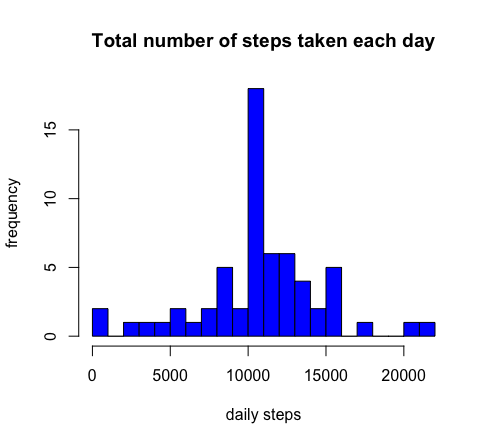 Total number of steps taken each day
15
10
5
0
frequency
0 5000 10000 15000 20000
daily steps